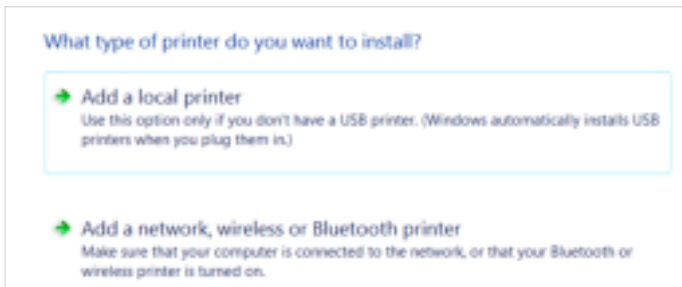 What type of printer do you want to install?
Add a local printer
Use this option only if you don't have a USB printer. (Windows automatically installs USB
printers when you plug them in.)
Add a network, wireless or Bluetooth printer
Make sure that your computer is connected to the network, or that your Bluetooth or
wireless printer is turned on.